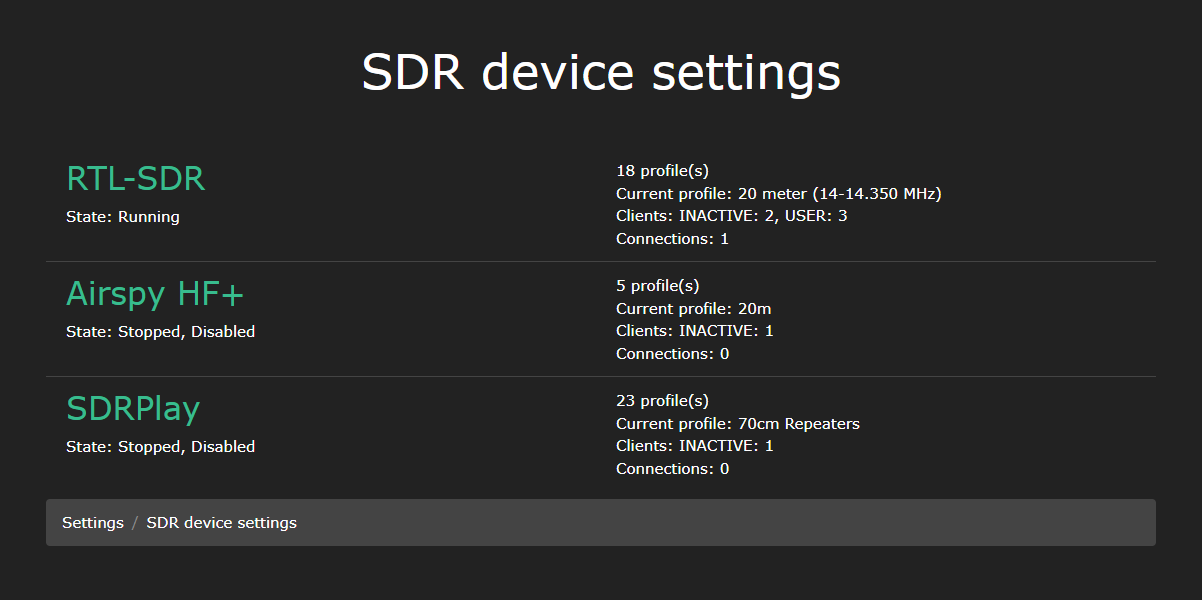 SDR device settings
RTL-SDR
State: Running
18 profile(s)
Current profile: 20 meter (14-14.350 MHz)
Clients: INACTIVE: 2, USER: 3
Connections: 1
Airspy HF+
State: Stopped, Disabled
5 profile(s)
Current profile: 20m
Clients: INACTIVE: 1
Connections: 0
SDRPlay
State: Stopped, Disabled
23 profile(s)
Current profile: 70cm Repeaters
Clients: INACTIVE: 1
Connections: 0
Settings / SDR device settings